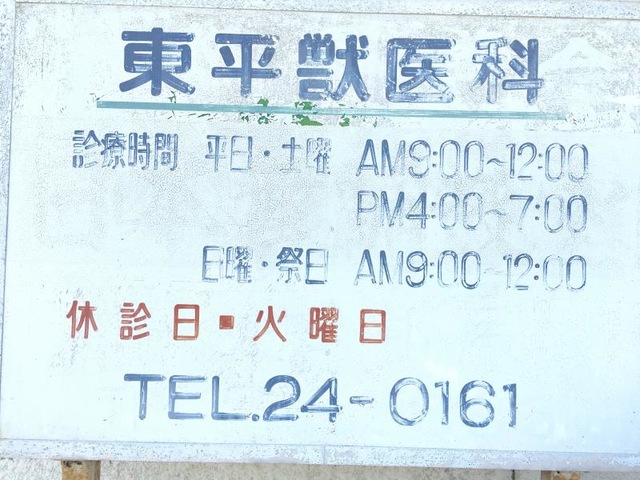 東平獣医科
診療時間 平日・土曜 AM9:00~12:00
PM4:00~7:00
日曜・祭日 AM9:00 12:00
休診日■火曜日
TEL.24-0161